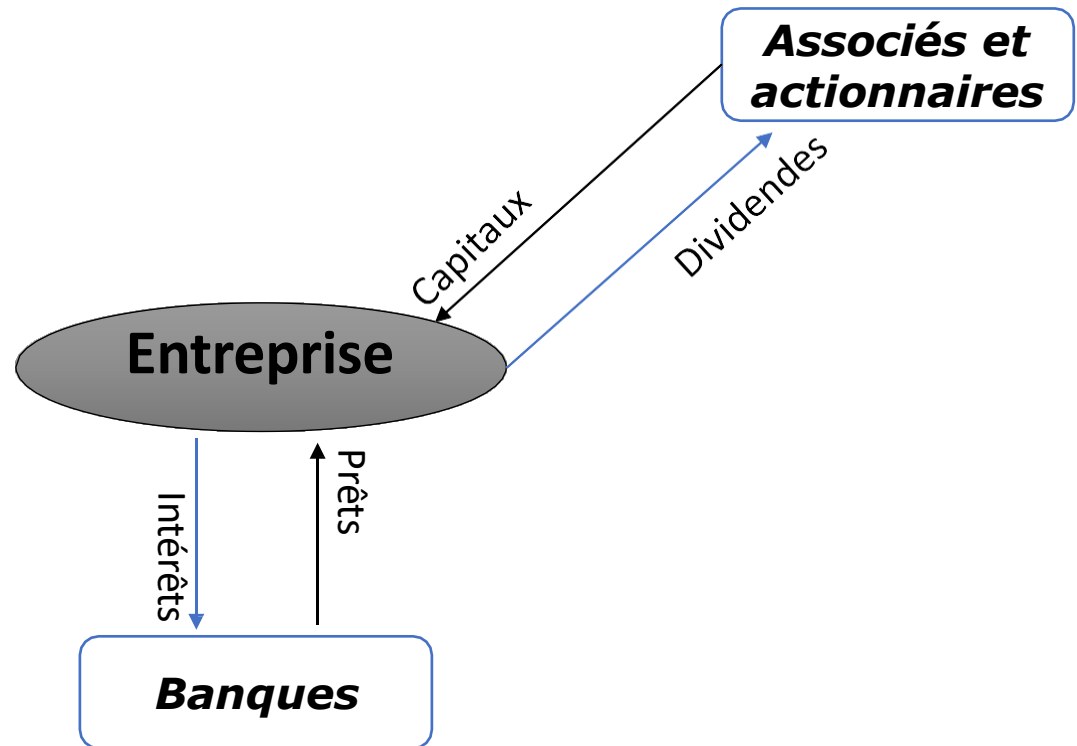 Associés et
actionnaires
Capitaux
Dividendes
Entreprise
Intérêts
Prêts
Banques